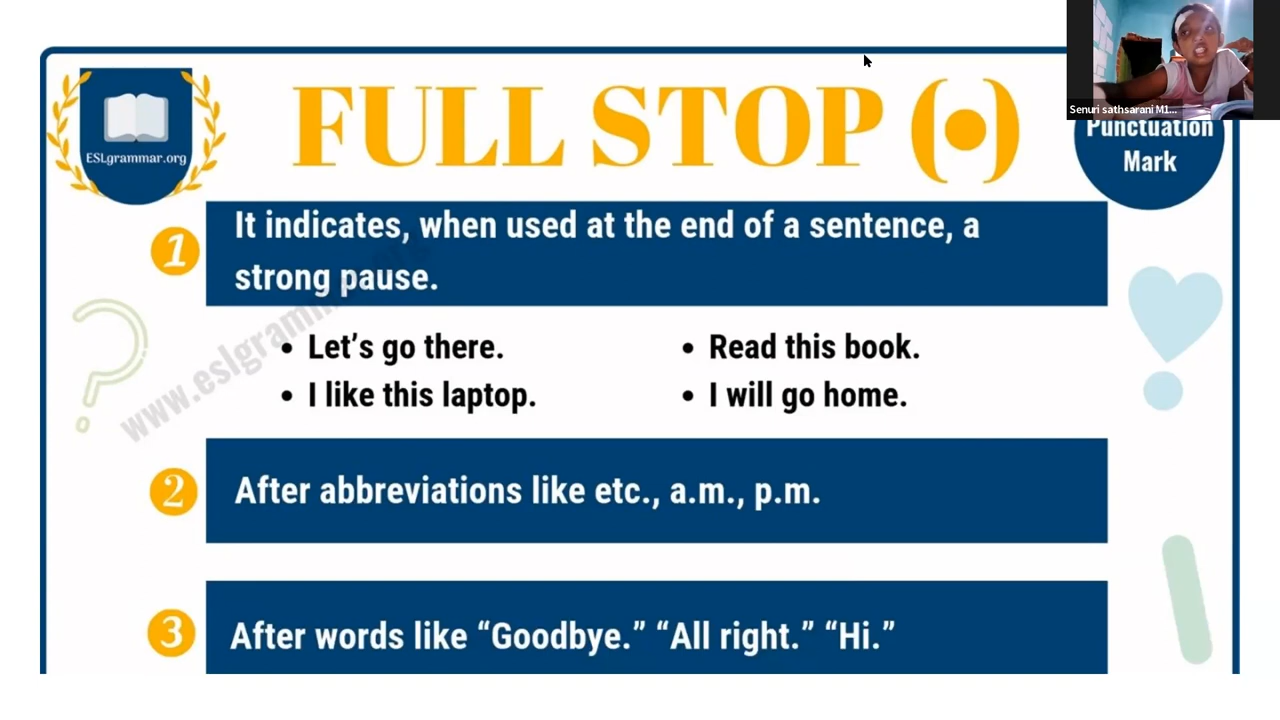 Senuri sathsarani M1...
ESLgrammar.org
FULL STOP (•)
Punctuation
Mark
1 It indicates, when used at the end of a sentence, a
strong pause.
• Let's go there.
• Read this book.
• I like this laptop.
• I will go home.
2 After abbreviations like etc., a.m., p.m.
3 After words like “Goodbye.” “All right.” “Hi.”